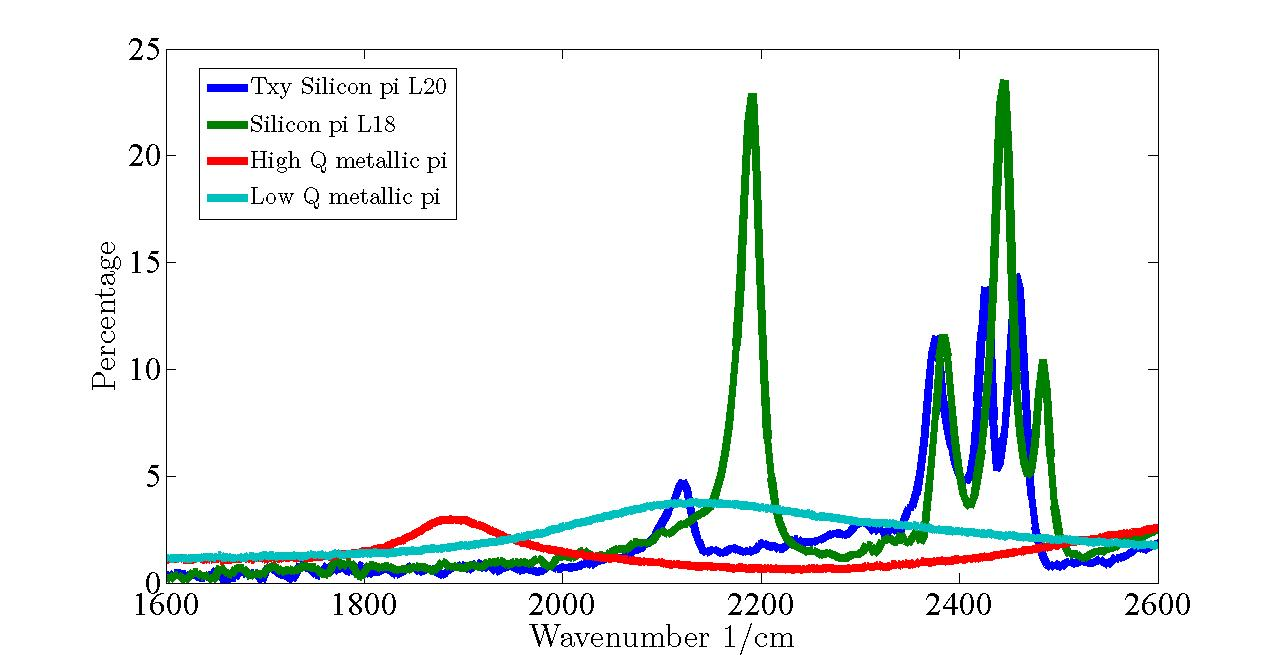 25
20
15
10
5
0
Percentage
Txy Silicon pi L20
Silicon pi L18
High Q metallic pi
Low Q metallic pi
1600 1800 2000 2200 2400 2600
Wavenumber 1/cm